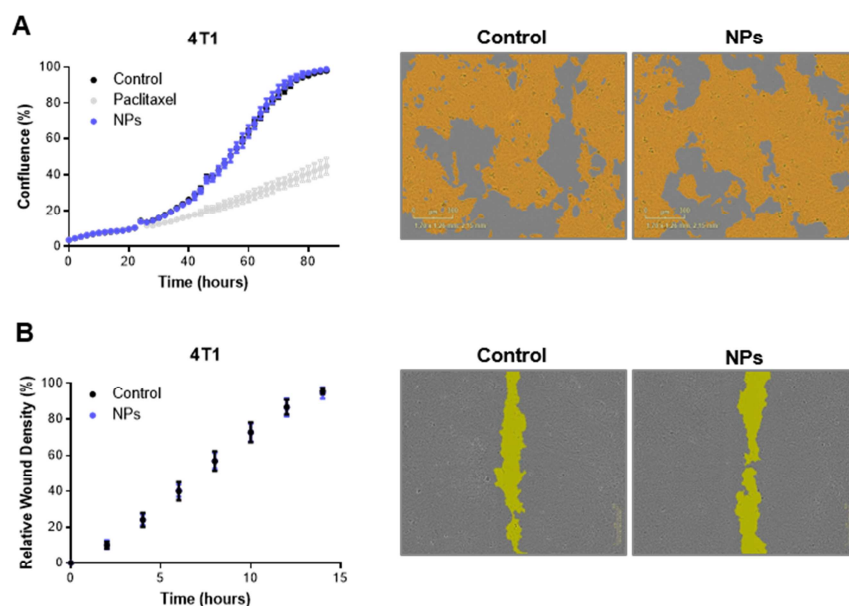 A
4T1
Control
Paclitaxel
NPs
Confluence (%)
100
80
60
40
20
0
0 20 40 60 80
Time (hours)
Control
NPs
B
4T1
Control
NPs
Relative Wound Density (%)
100
80
60
40
20
0
0 5 10 15
Time (hours)
Control
NPs